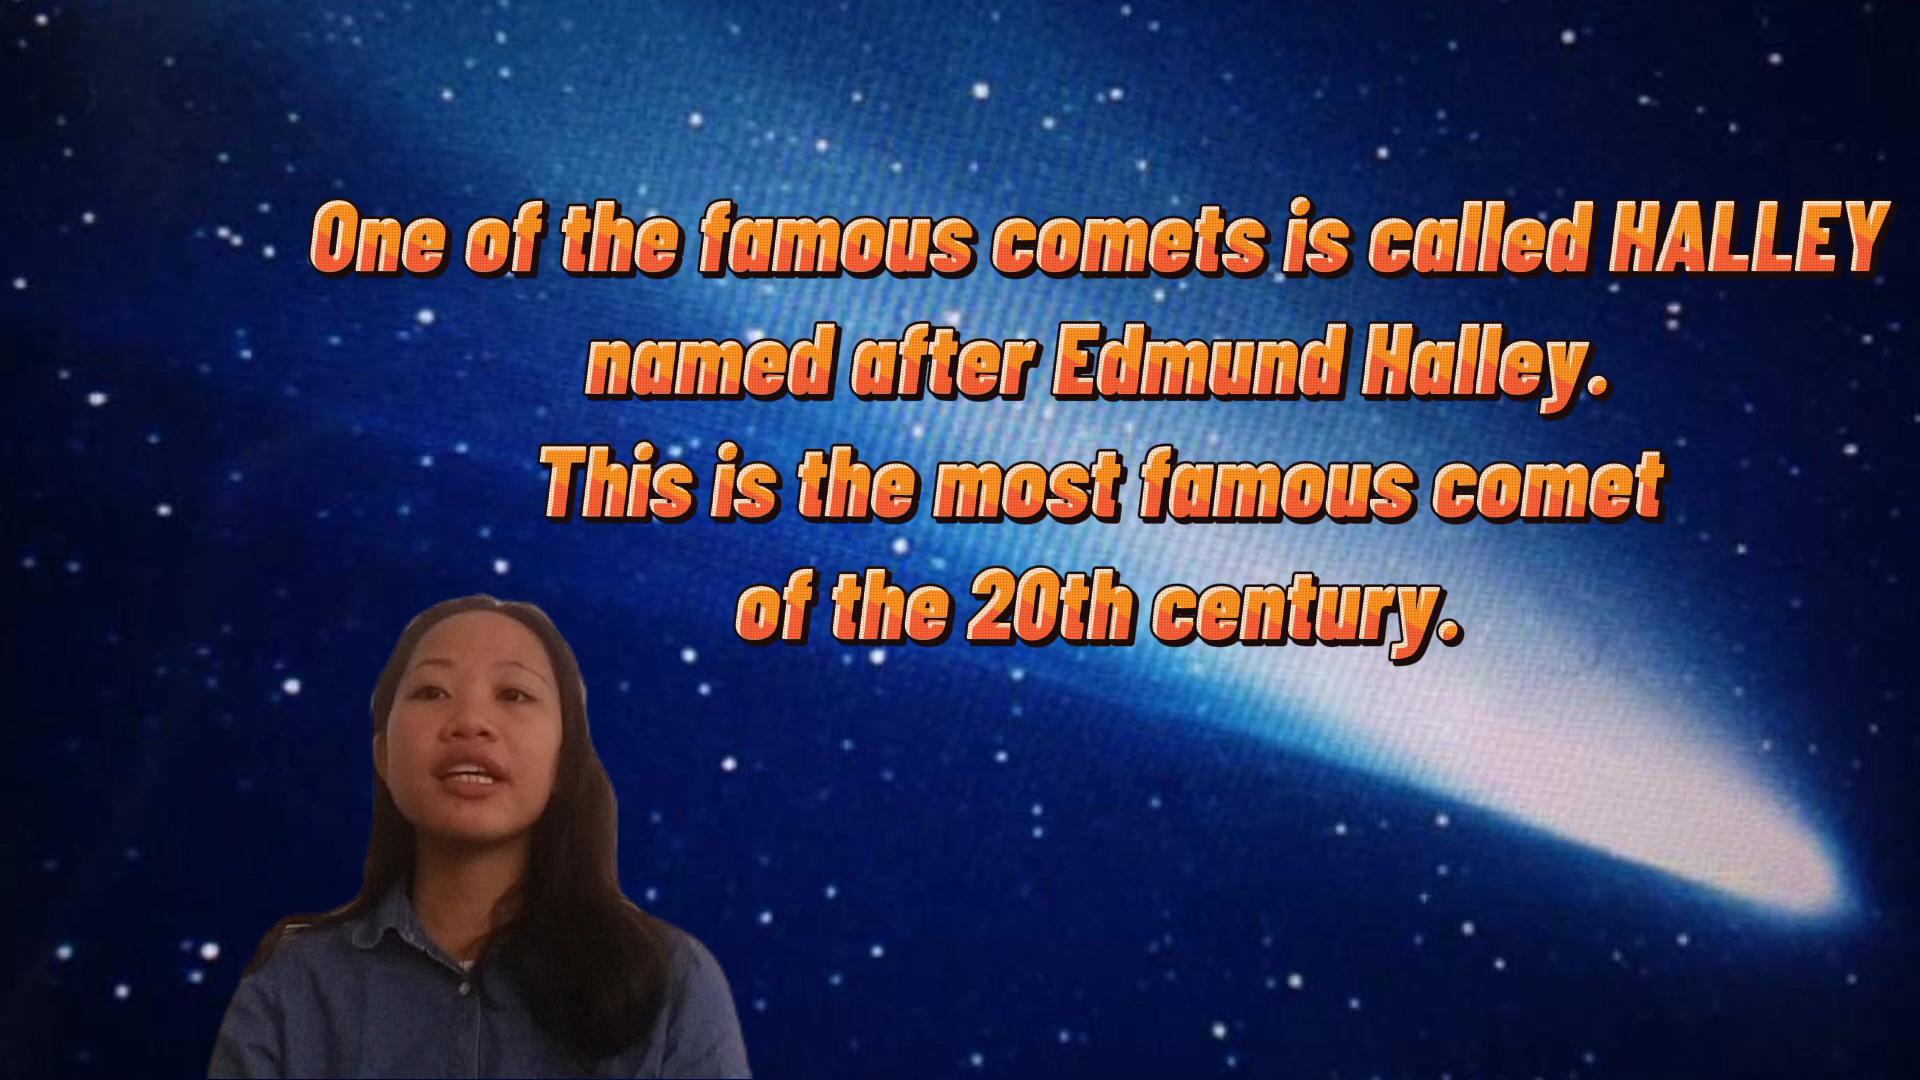 One of the famous comets is called HALLEY
named after Edmund Halley.
This is the most famous comet
of the 20th century.